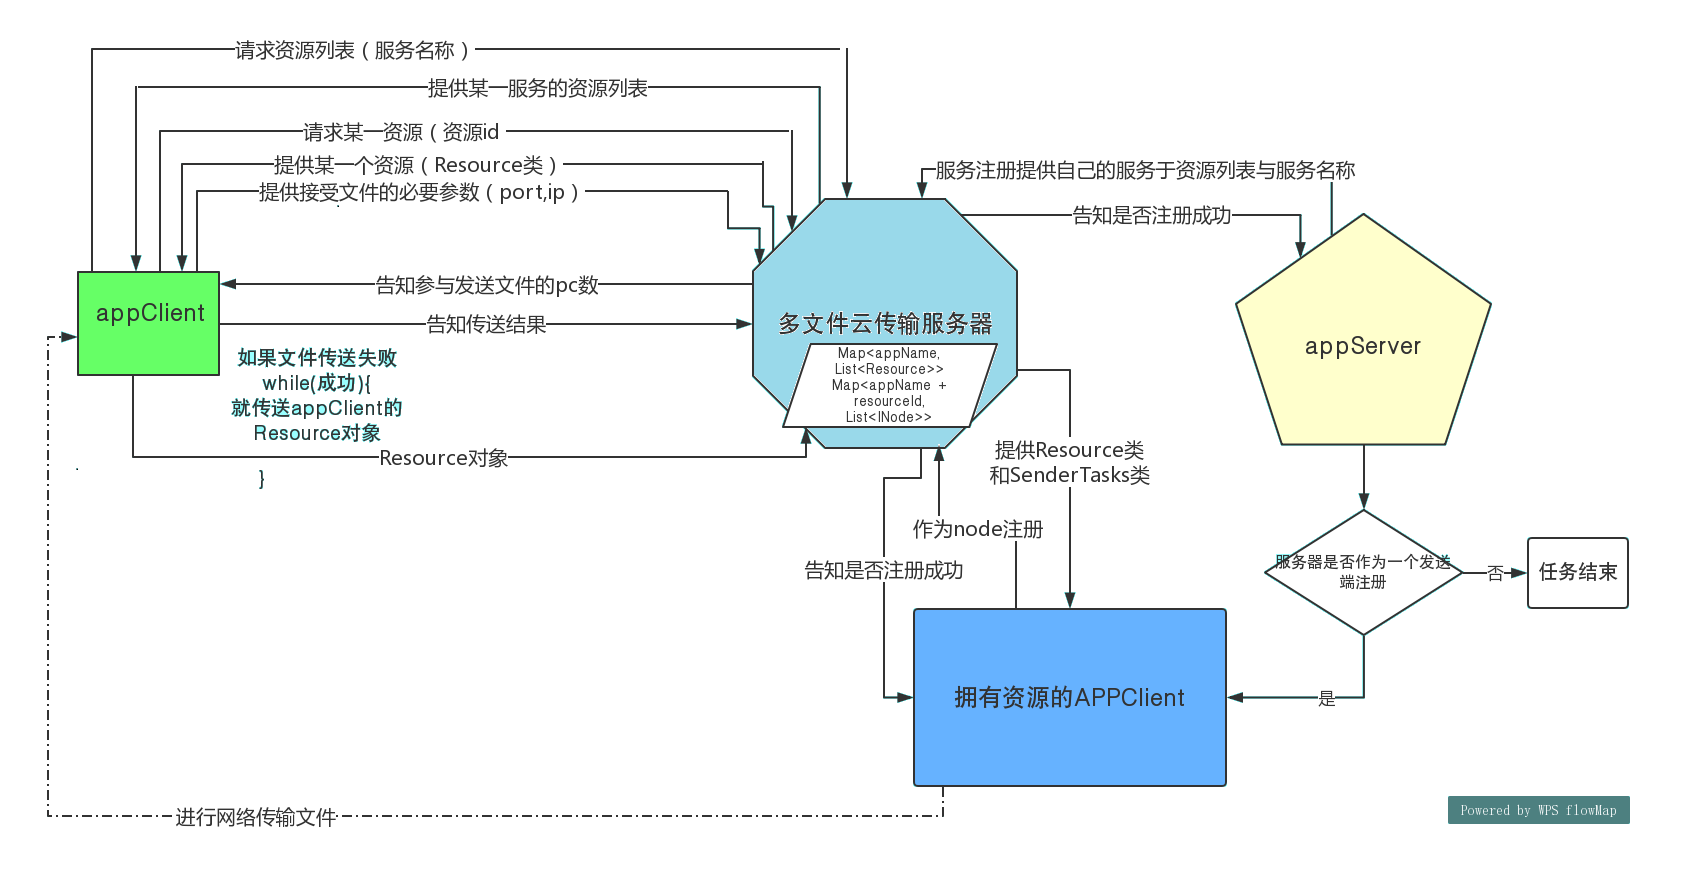 请求资源列表（服务名称）
提供某一服务的资源列表
请求某一资源（资源id
提供某一个资源（Resource类）
提供接受文件的必要参数（port,ip）
服务注册提供自己的服务于资源列表与服务名称
告知是否注册成功
告知参与发送文件的pc数
appClient
告知传送结果
多文件云传输服务器
Map<appName,
List<Resource>>
Map<appName +
resourceId,
List<INode>>
appServer
如果文件传送失败
while(成功){
就传送appClient的
Resource对象
Resource对象
}
提供Resource类
和SenderTasks类
作为node注册
告知是否注册成功
服务器是否作为一个发送
端注册
否
任务结束
拥有资源的APPClient
是
进行网络传输文件
Powered by WPS flowMap